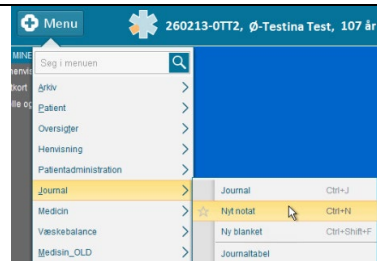 Menu
260213-0TT2, Ø-Testina Test, 107 år
MINE
Søg i menuen
Arkiv
Patient
Oversigter
Henvisning
Patientadministration
Journal
Medicin
Væskebalance
Medisin_OLD
Journal Ctrl+J
Nyt notat Ctrl+N
Ny blanket Ctrl+Shift+F
Journaltabel